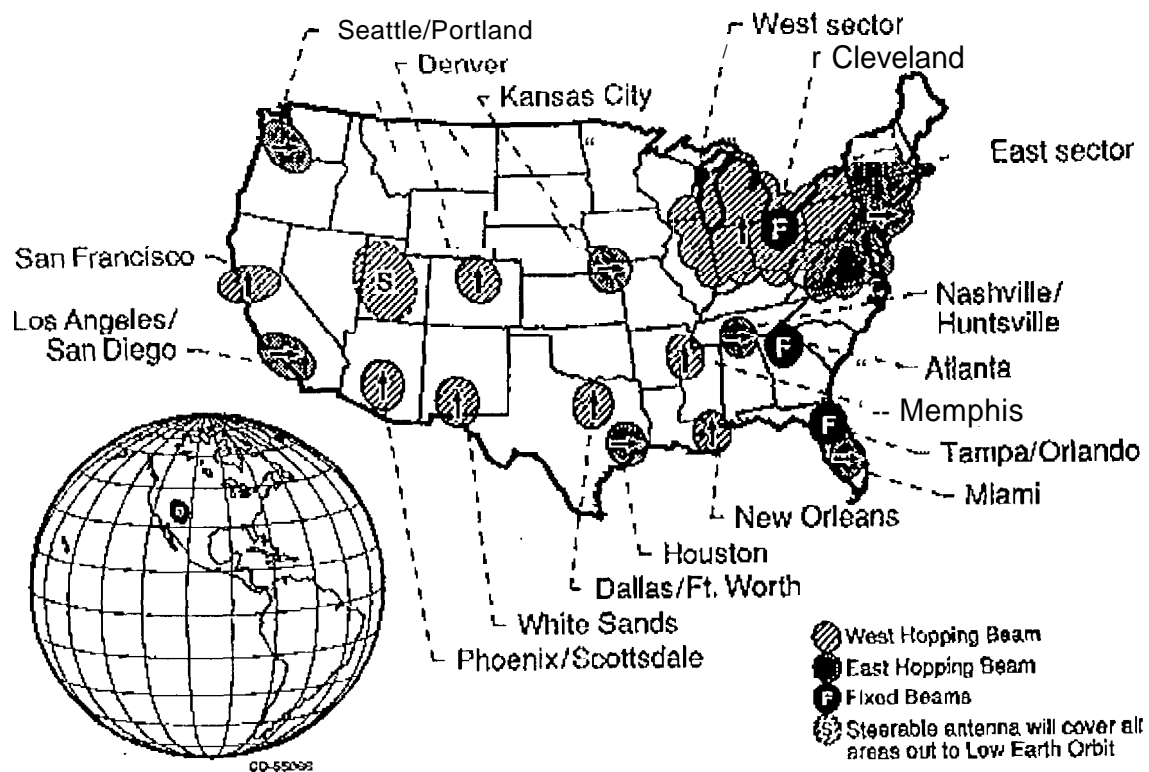 Seattle/Portland
West sector
Denver
Cleveland
Kansas City
East sector
San Francisco
S
F
Nashville/
Huntsville
Los Angeles/
San Diego
F
Atlanta
Memphis
F
Tampa/Orlando
Miami
New Orleans
Houston
Dallas/Ft. Worth
White Sands
Phoenix/Scottsdale
West Hopping Beam
East Hopping Beam
F Fixed Beams
S Steerable antenna will cover all
areas out to Low Earth Orbit